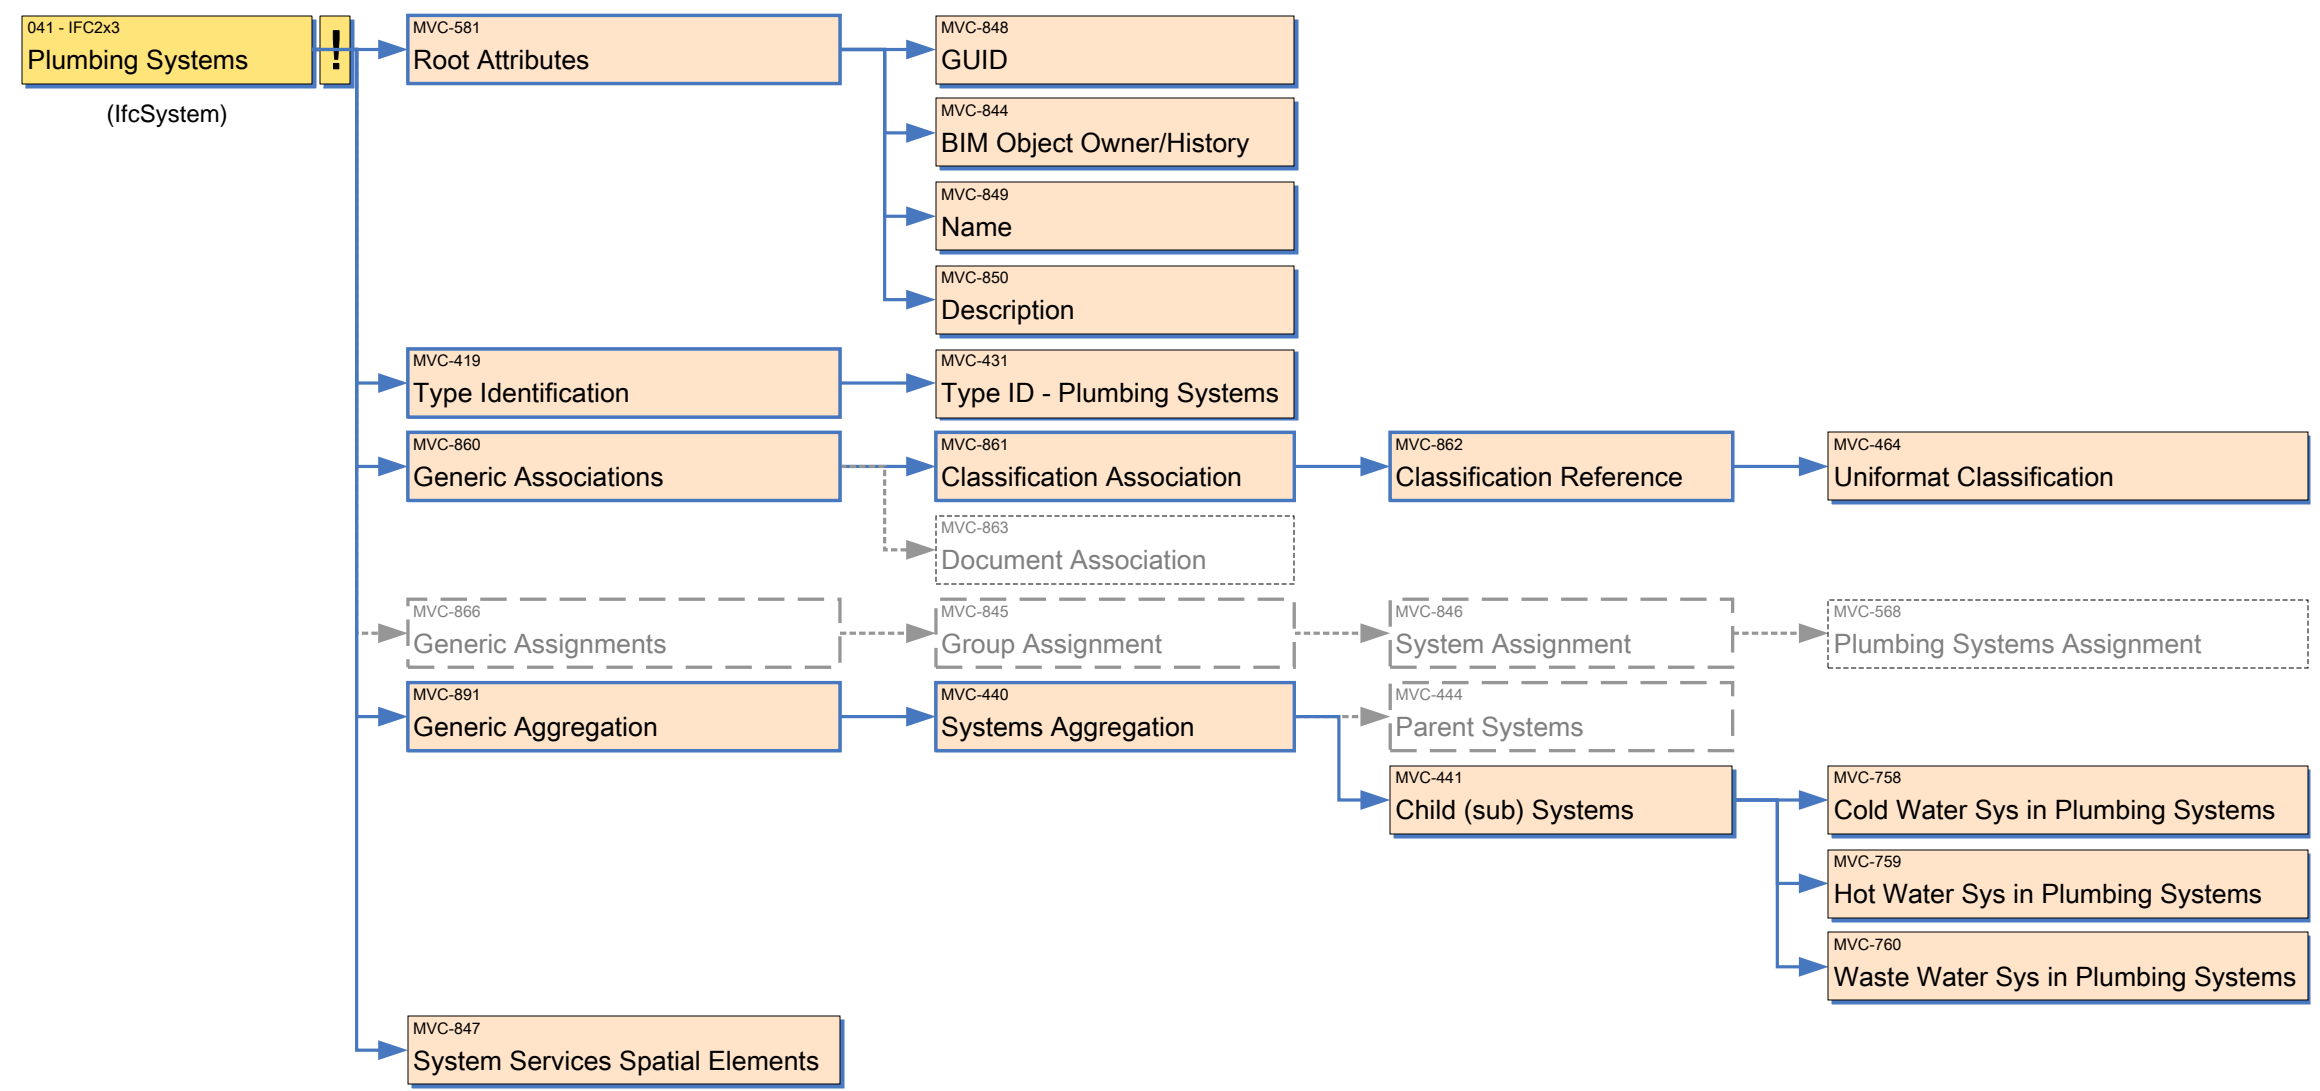 041 - IFC2x3
Plumbing Systems
!
(IfcSystem)
MVC-581
Root Attributes
MVC-848
GUID
MVC-844
BIM Object Owner/History
MVC-849
Name
MVC-850
Description
MVC-419
Type Identification
MVC-431
Type ID - Plumbing Systems
MVC-860
Generic Associations
MVC-861
Classification Association
MVC-862
Classification Reference
MVC-464
Uniformat Classification
MVC-863
Document Association
MVC-866
Generic Assignments
MVC-845
Group Assignment
MVC-846
System Assignment
MVC-568
Plumbing Systems Assignment
MVC-891
Generic Aggregation
MVC-440
Systems Aggregation
MVC-444
Parent Systems
MVC-441
Child (sub) Systems
MVC-758
Cold Water Sys in Plumbing Systems
MVC-759
Hot Water Sys in Plumbing Systems
MVC-760
Waste Water Sys in Plumbing Systems
MVC-847
System Services Spatial Elements